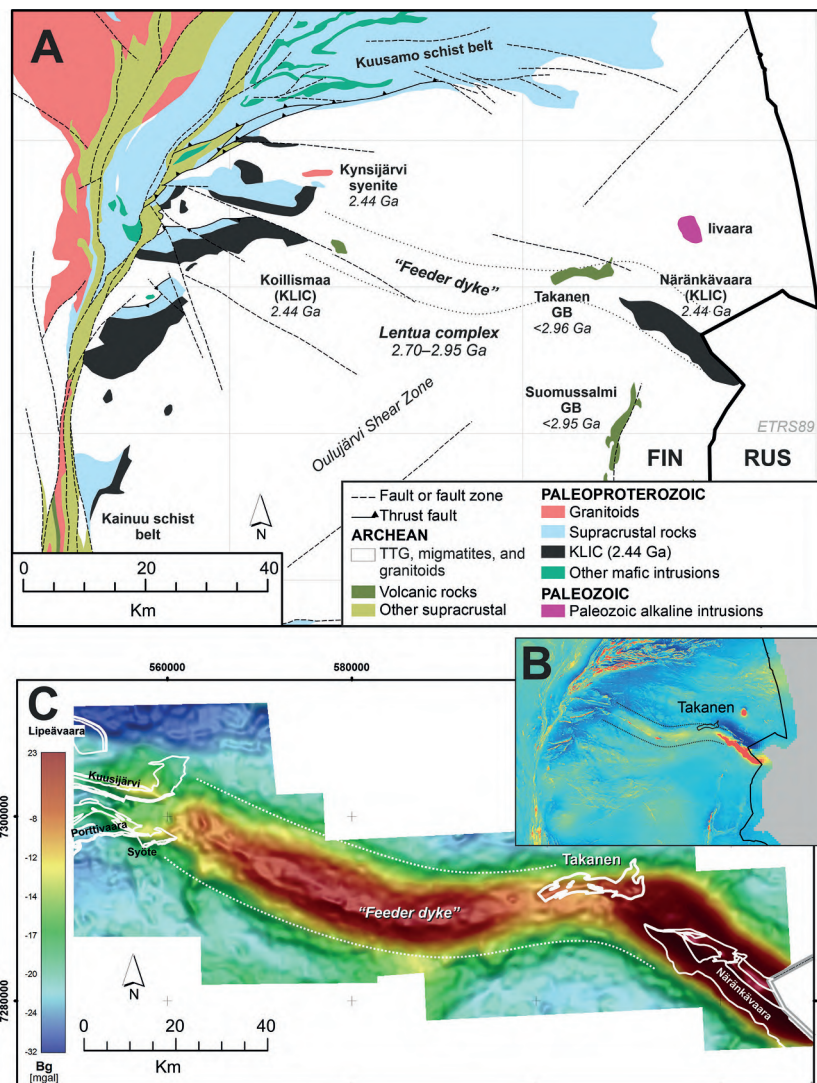 A
Kuusamo schist belt
Kynsijärvi
syenite
2.44 Ga
Iivaara
"Feeder dyke"
Koillismaa
(KLIC)
2.44 Ga
Takanen
GB
<2.96 Ga
Näränkävaara
(KLIC)
2.44 Ga
Lentua complex
2.70–2.95 Ga
Suomussalmi
GB
<2.95 Ga
Oulujärvi Shear Zone
ETRS89
FIN
RUS
Kainuu schist
belt
N
0 20 40
Km
Fault or fault zone
Thrust fault
ARCHEAN
TTG, migmatites, and
granitoids
Volcanic rocks
Other supracrustal
PALEOPROTEROZOIC
Granitoids
Supracrustal rocks
KLIC (2.44 Ga)
Other mafic intrusions
PALEOZOIC
Paleozoic alkaline intrusions
B
Takanen
C
560000
580000
7300000
7280000
Lipeävaara
Kuusijärvi
Porttivaara
Syöte
"Feeder dyke"
Takanen
Näränkävaara
23
-8
-12
-14
-17
-20
-24
-32
Bg
[mgal]
N
0 20 40
Km